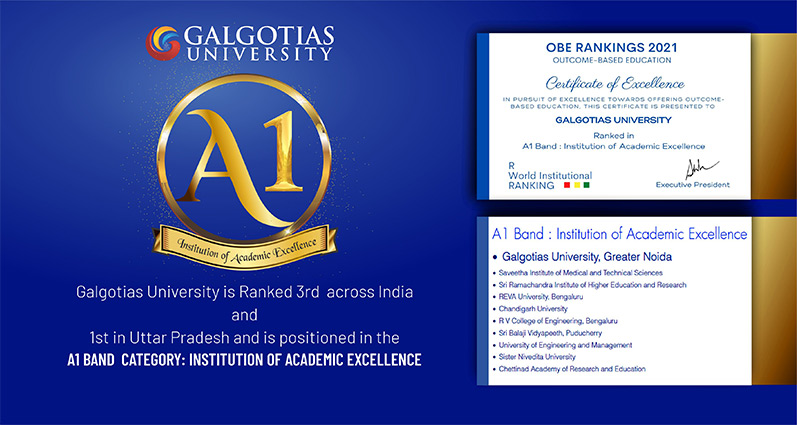 GALGOTIAS
UNIVERSITY
A1
Institution of Academic Excellence
Galgotias University is Ranked 3rd across India
and
1st in Uttar Pradesh and is positioned in the
A1 BAND CATEGORY: INSTITUTION OF ACADEMIC EXCELLENCE
OBE RANKINGS 2021
OUTCOME-BASED EDUCATION
Certificate of Excellence
IN PURSUIT OF EXCELLENCE TOWARDS OFFERING OUTCOME-
BASED EDUCATION, THIS CERTIFICATE IS PRESENTED TO
GALGOTIAS UNIVERSITY
Ranked in
A1 Band : Institution of Academic Excellence
R
World Institutional
RANKING
Executive President
A1 Band : Institution of Academic Excellence
• Galgotias University, Greater Noida
• Saveetha Institute of Medical and Technical Sciences
• Sri Ramachandra Institute of Higher Education and Research
• REVA University, Bengaluru
• Chandigarh University
• R V College of Engineering, Bengaluru
• Sri Balaji Vidyapeeth, Puducherry
• University of Engineering and Management
• Sister Nivedita University
• Chettinad Academy of Research and Education